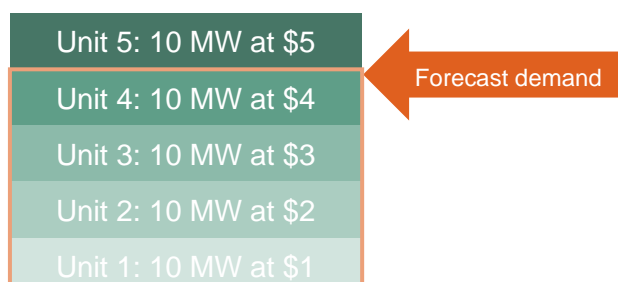 Unit 5: 10 MW at $5
Forecast demand
Unit 4: 10 MW at $4
Unit 3: 10 MW at $3
Unit 2: 10 MW at $2
Unit 1: 10 MW at $1